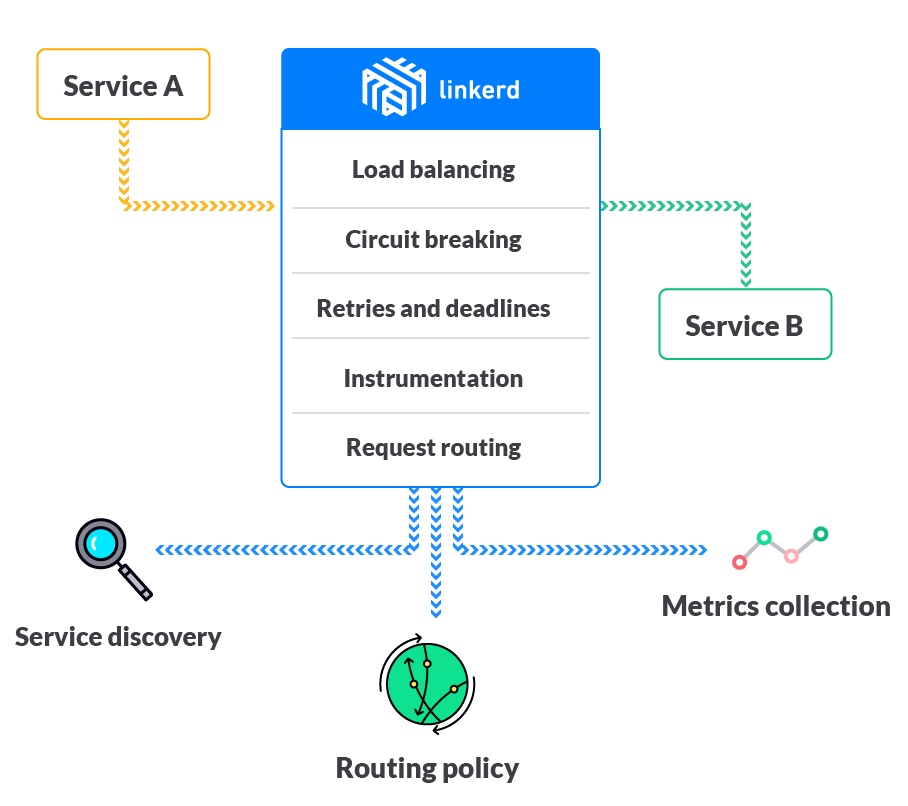 Service A
linkerd
Load balancing
Circuit breaking
Retries and deadlines
Instrumentation
Request routing
Service B
Service discovery
Routing policy
Metrics collection